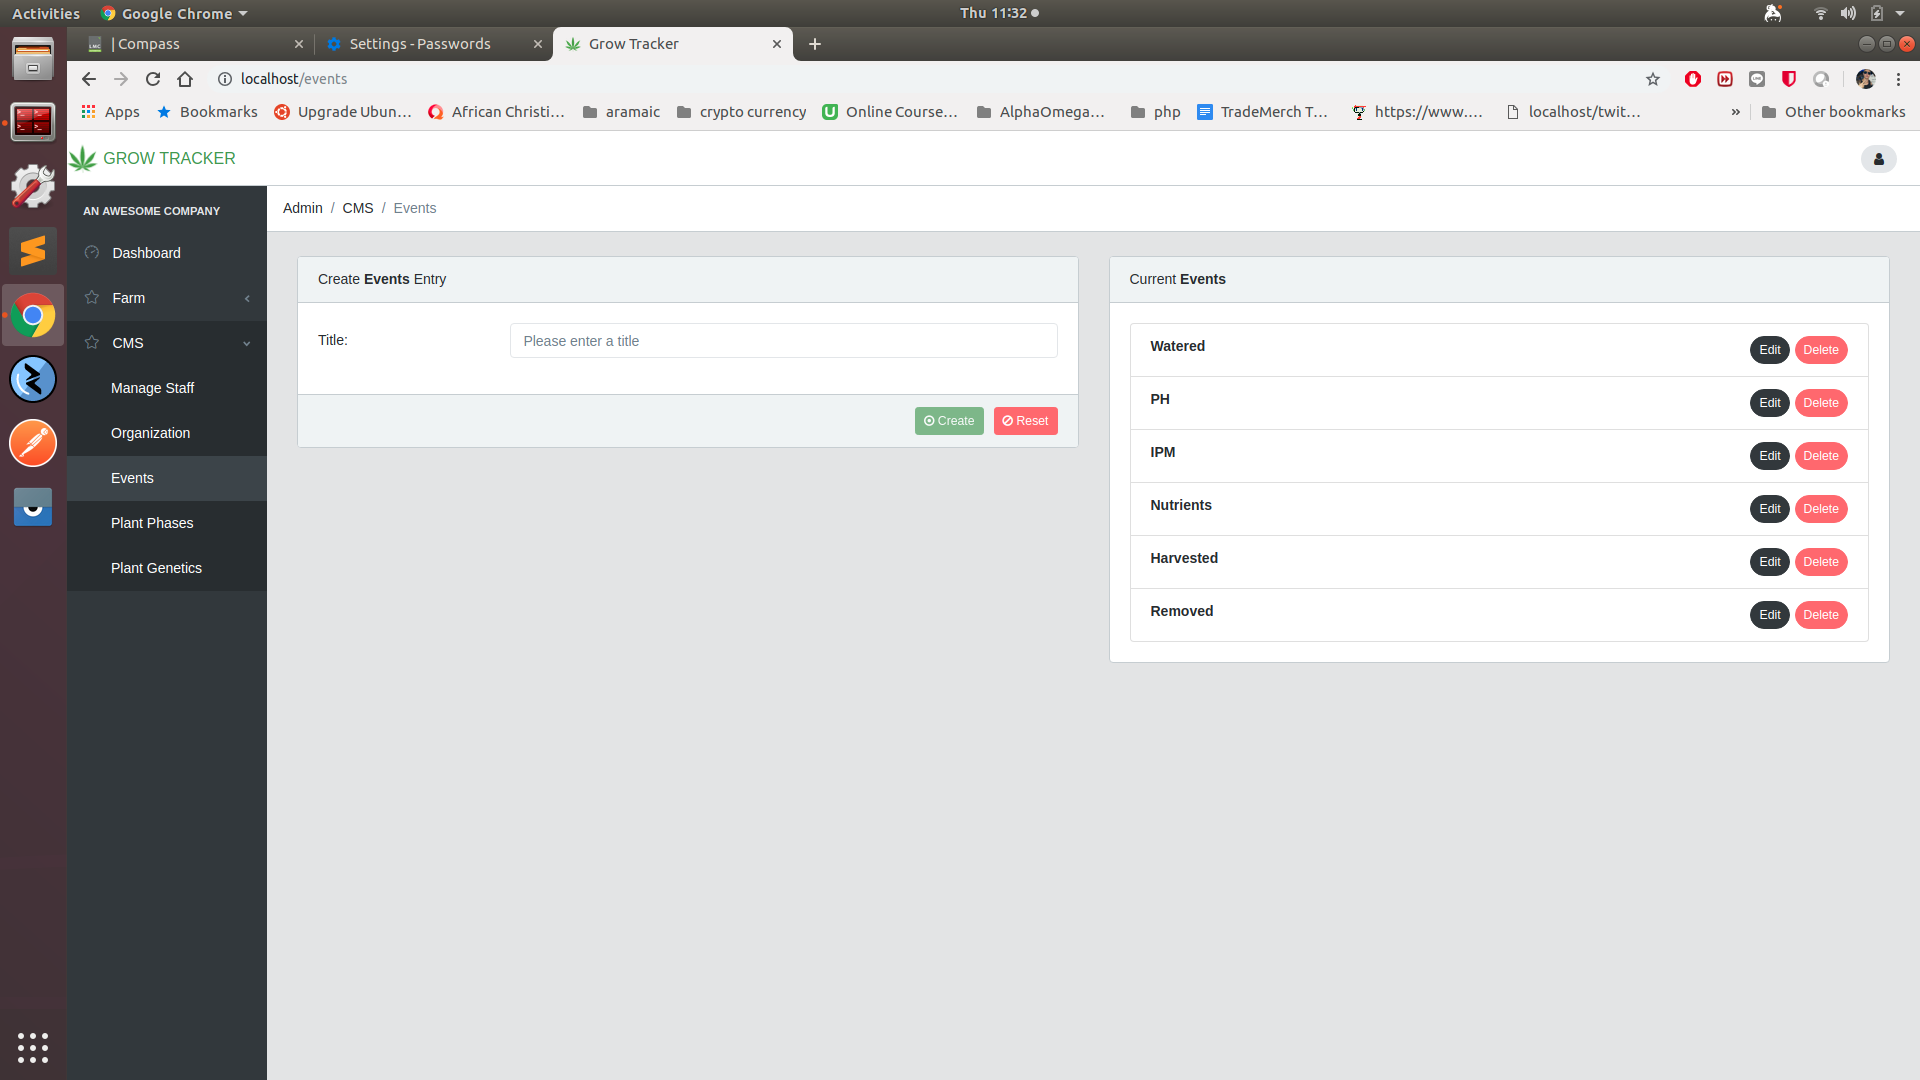 Activities Google Chrome Thu 11:32
| Compass Settings - Passwords Grow Tracker
localhost/events
Apps Bookmarks Upgrade Ubun... African Christi... aramaic crypto currency Online Course... AlphaOmega... php TradeMerch T... https://www.... localhost/twit... » Other bookmarks
GROW TRACKER
AN AWESOME COMPANY
Dashboard
Farm
CMS
Manage Staff
Organization
Events
Plant Phases
Plant Genetics
Admin / CMS / Events
Create Events Entry
Title: Please enter a title
Create Reset
Current Events
Watered Edit Delete
PH Edit Delete
IPM Edit Delete
Nutrients Edit Delete
Harvested Edit Delete
Removed Edit Delete